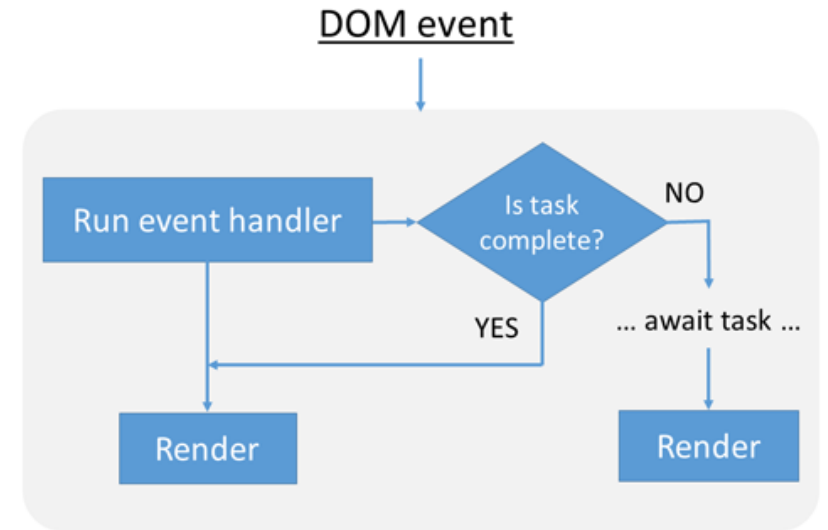 DOM event
Run event handler
Is task
complete?
NO
YES
... await task ...
Render
Render